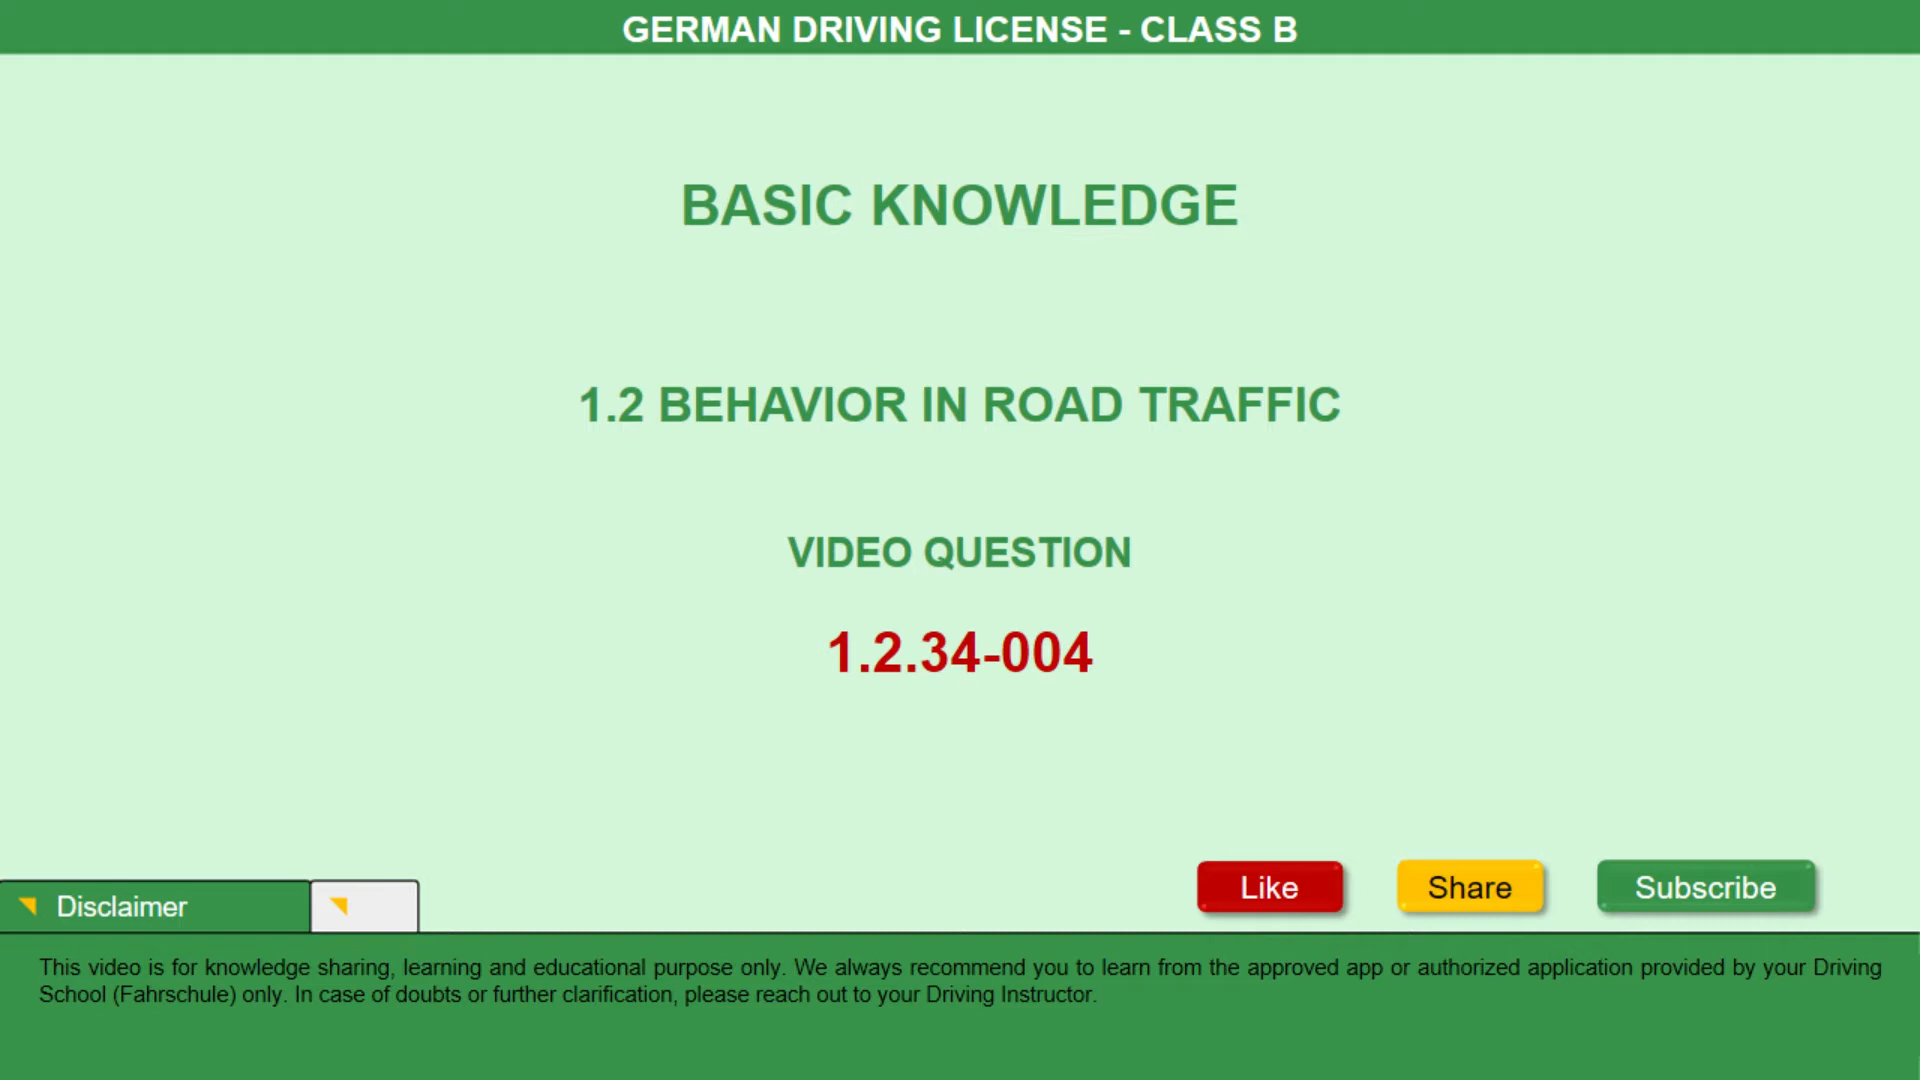 GERMAN DRIVING LICENSE - CLASS B
BASIC KNOWLEDGE
1.2 BEHAVIOR IN ROAD TRAFFIC
VIDEO QUESTION
1.2.34-004
Like
Share
Subscribe
Disclaimer
This video is for knowledge sharing, learning and educational purpose only. We always recommend you to learn from the approved app or authorized application provided by your Driving
School (Fahrschule) only. In case of doubts or further clarification, please reach out to your Driving Instructor.